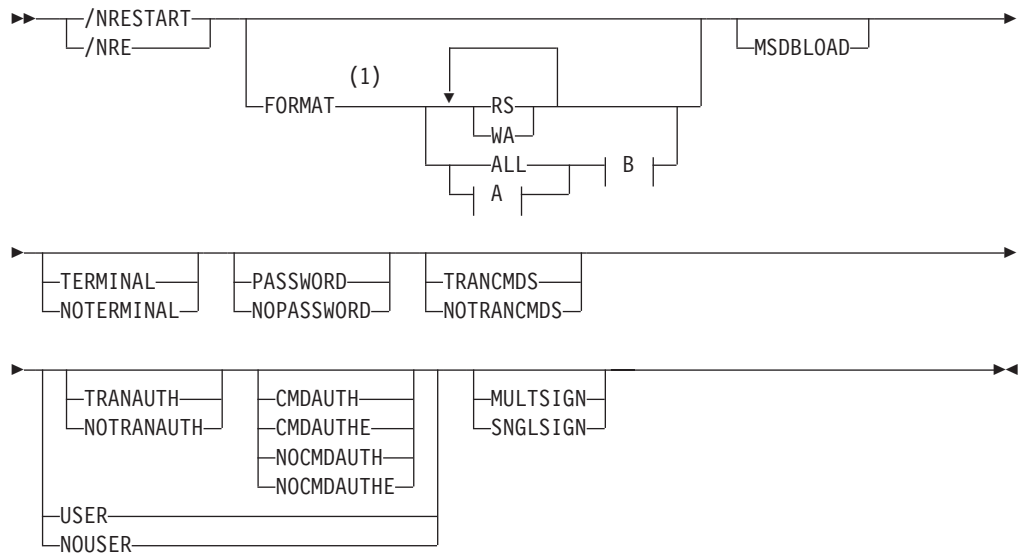 /NRESTART
/NRE
FORMAT
(1)
RS
WA
ALL
A
B
MSDBLOAD
TERMINAL
NOTERMINAL
PASSWORD
NOPASSWORD
TRANCMDS
NOTRANCMDS
TRANAUTH
NOTRANAUTH
CMDAUTH
CMDAUTHE
NOCMDAUTH
NOCMDAUTHE
USER
NOUSER
MULTSIGN
SNGLSIGN